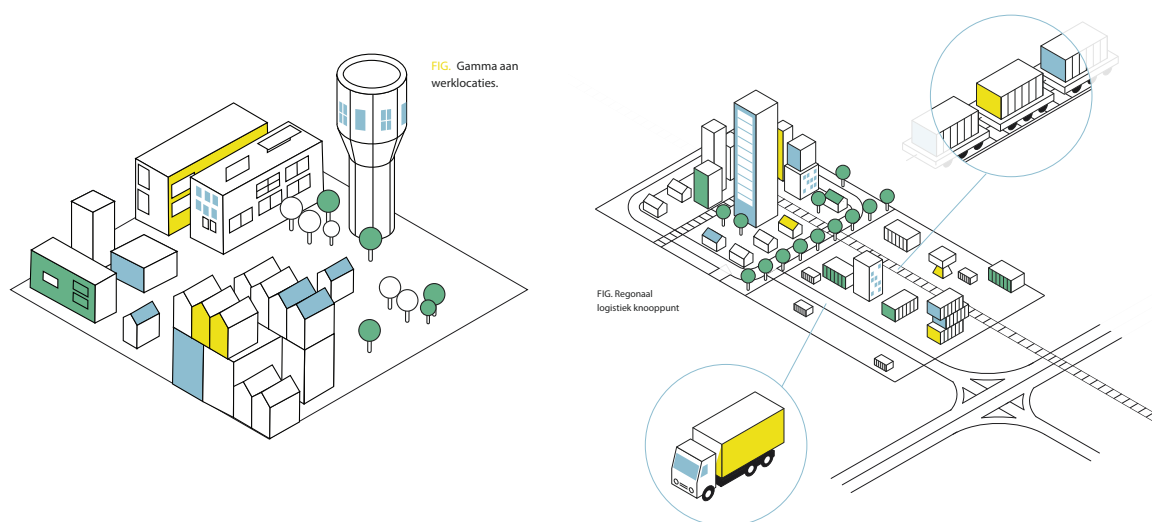 FIG. Gamma aan
werklocaties.
FIG. Regonaal
logistiek knooppunt